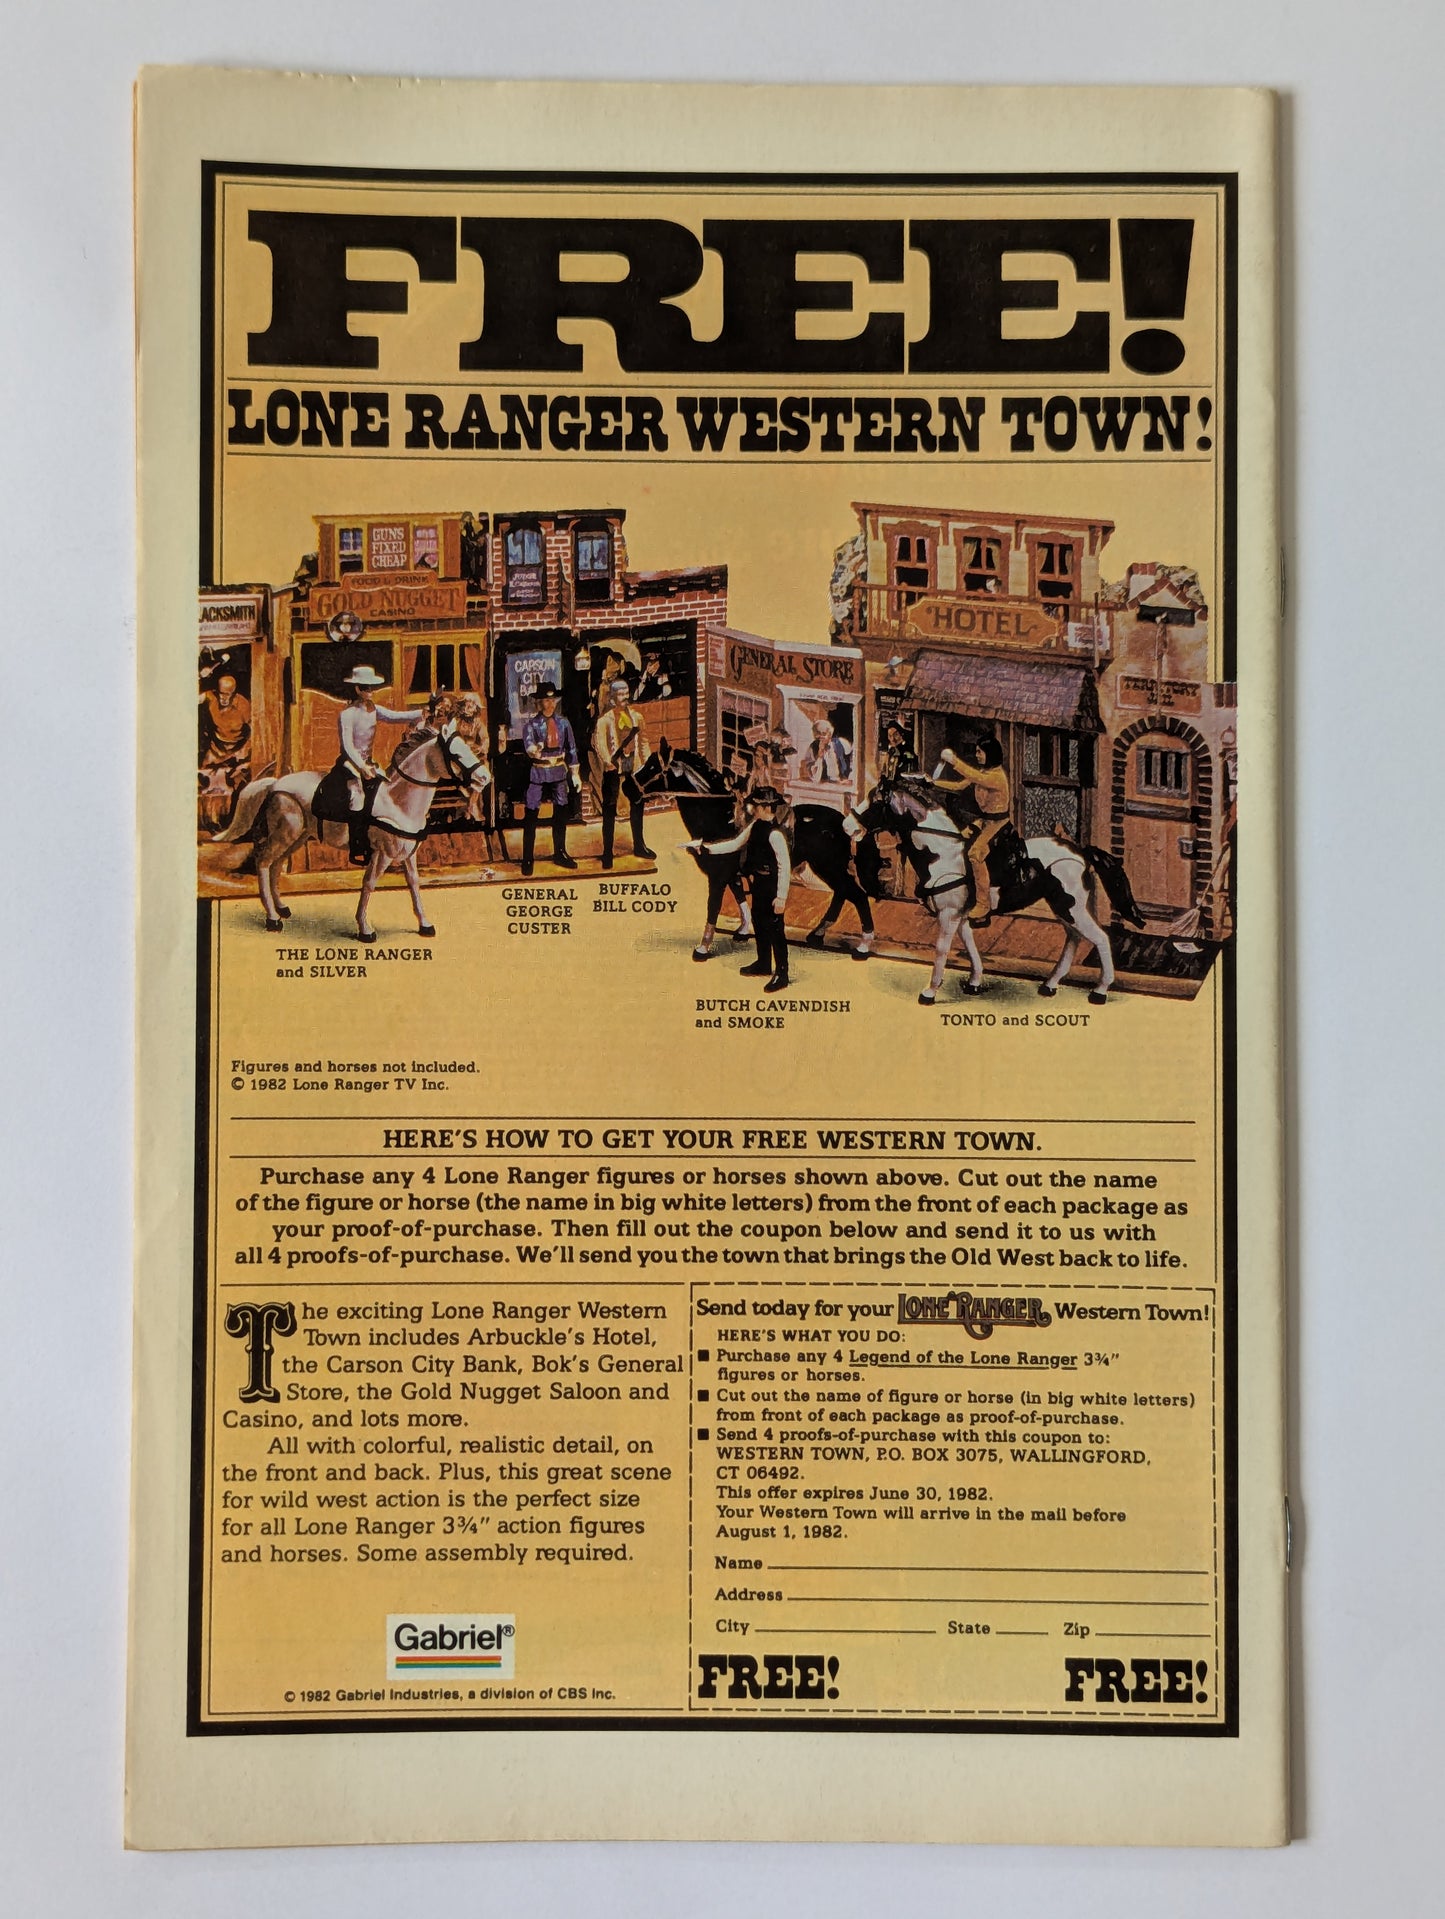 FREE!
LONE RANGER WESTERN TOWN!
GUNS
FIXED
CHEAP
FOOD & DRINK
GOLD NUGGET
CASINO
ACKSMITH
CARSON
CITY
BA
GENERAL STORE
HOTEL
TERRITORY
THE LONE RANGER
and SILVER
GENERAL
GEORGE
CUSTER
BUFFALO
BILL CODY
BUTCH CAVENDISH
and SMOKE
TONTO and SCOUT
Figures and horses not included.
© 1982 Lone Ranger TV Inc.
HERE'S HOW TO GET YOUR FREE WESTERN TOWN.
Purchase any 4 Lone Ranger figures or horses shown above. Cut out the name
of the figure or horse (the name in big white letters) from the front of each package as
your proof-of-purchase. Then fill out the coupon below and send it to us with
all 4 proofs-of-purchase. We'll send you the town that brings the Old West back to life.
The exciting Lone Ranger Western
Town includes Arbuckle's Hotel,
the Carson City Bank, Bok's General
Store, the Gold Nugget Saloon and
Casino, and lots more.
All with colorful, realistic detail, on
the front and back. Plus, this great scene
for wild west action is the perfect size
for all Lone Ranger 3¾" action figures
and horses. Some assembly required.
Gabriel®
© 1982 Gabriel Industries, a division of CBS Inc.
Send today for your LONE RANGER Western Town!
HERE'S WHAT YOU DO:
■ Purchase any 4 Legend of the Lone Ranger 3¾"
figures or horses.
■ Cut out the name of figure or horse (in big white letters)
from front of each package as proof-of-purchase.
■ Send 4 proofs-of-purchase with this coupon to:
WESTERN TOWN, P.O. BOX 3075, WALLINGFORD,
CT 06492.
This offer expires June 30, 1982.
Your Western Town will arrive in the mail before
August 1, 1982.
Name
Address
City State Zip
FREE! FREE!